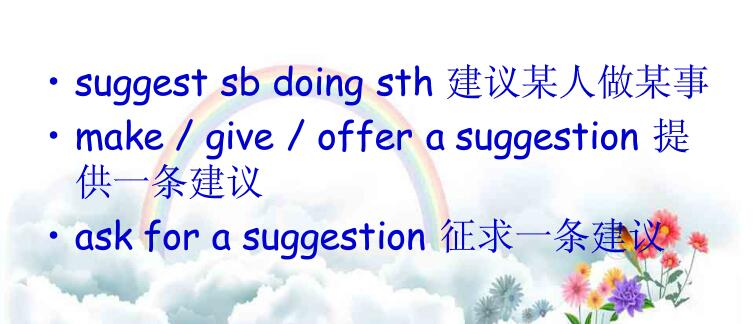 • suggest sb doing sth 建议某人做某事
• make / give / offer a suggestion 提
供一条建议
• ask for a suggestion 征求一条建议